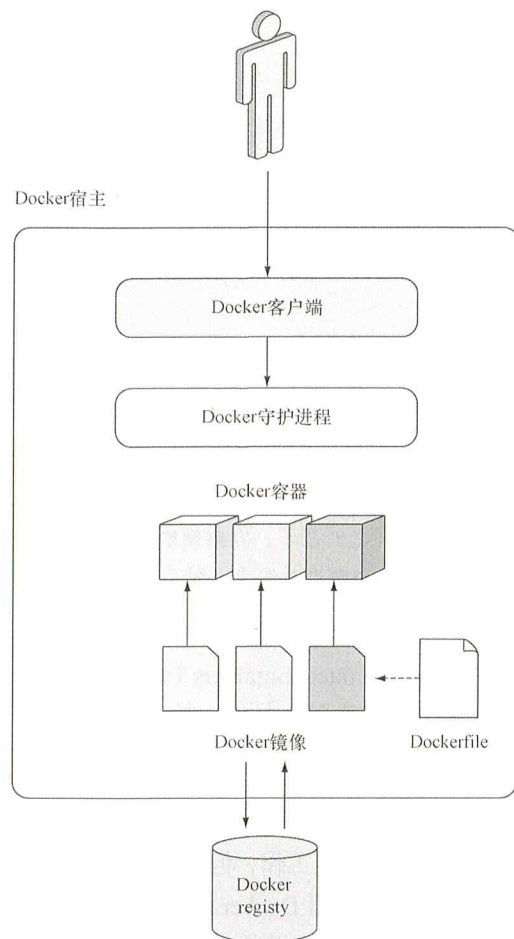 Docker宿主
Docker客户端
Docker守护进程
Docker容器
Docker镜像
Dockerfile
Docker
registy